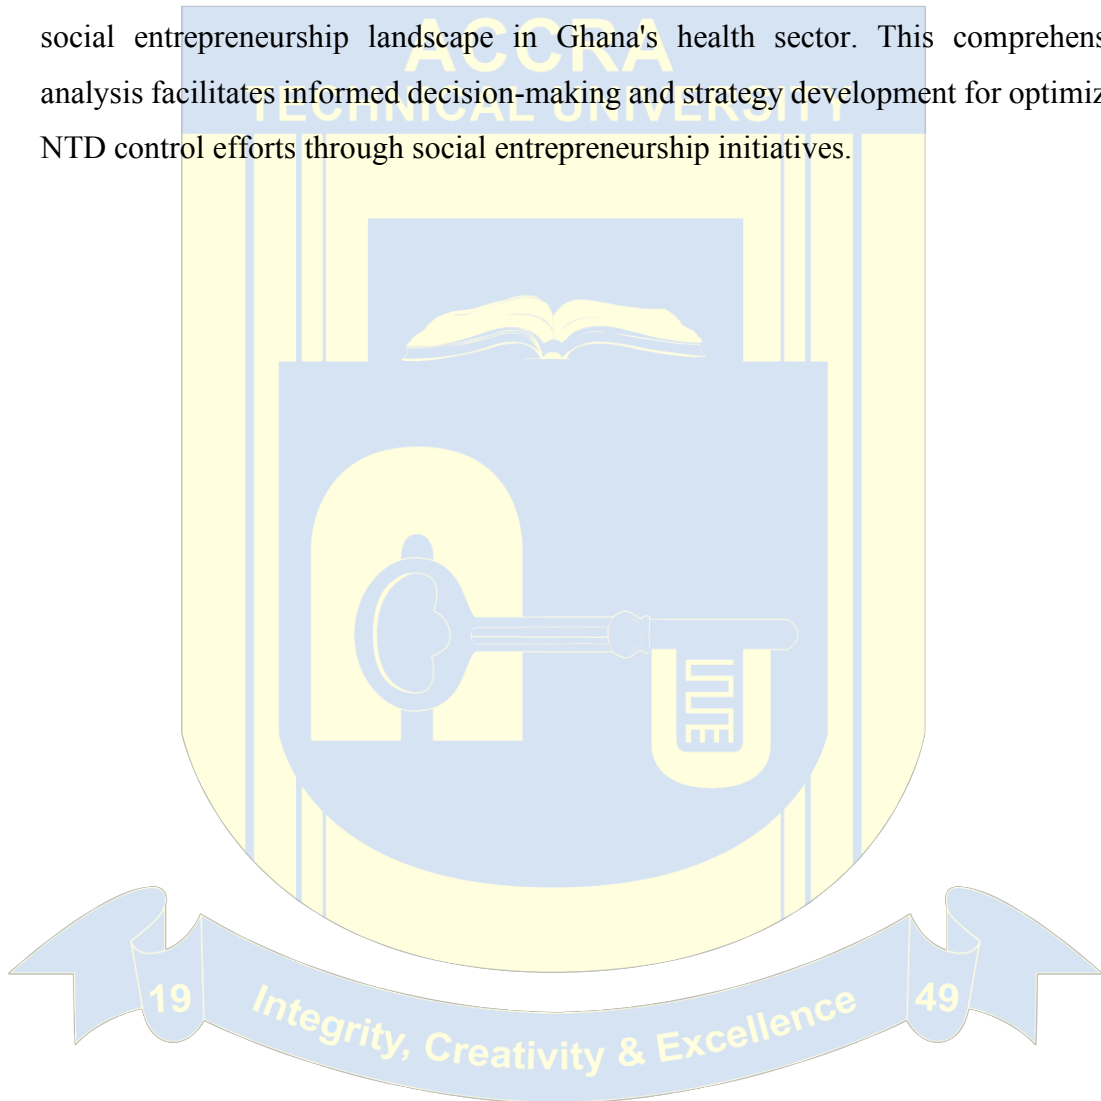 social entrepreneurship landscape in Ghana's health sector. This comprehens
analysis facilitates informed decision-making and strategy development for optimiz
NTD control efforts through social entrepreneurship initiatives.
ACCRA
TECHNICAL UNIVERSITY
19
Integrity, Creativity & Excellence
49